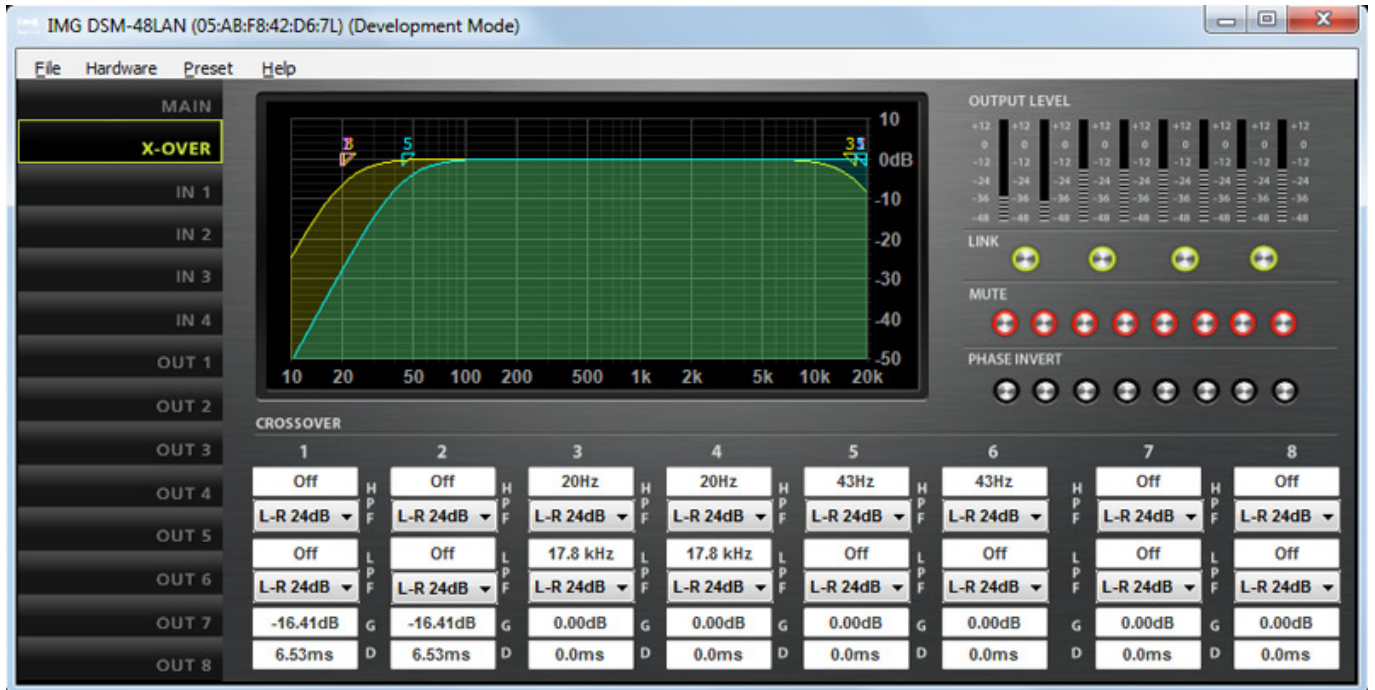 IMG DSM-48LAN (05:AB:F8:42:D6:7L) (Development Mode)
File Hardware Preset Help
MAIN
X-OVER
IN 1
IN 2
IN 3
IN 4
OUT 1
OUT 2
OUT 3
OUT 4
OUT 5
OUT 6
OUT 7
OUT 8
5
10
0dB
-10
-20
-30
-40
-50
10 20 50 100 200 500 1k 2k 5k 10k 20k
OUTPUT LEVEL
+12 +12 +12 +12 +12 +12 +12 +12 +12
0 0 0 0 0 0 0 0 0
-12 -12 -12 -12 -12 -12 -12 -12 -12
-24 -24 -24 -24 -24 -24 -24 -24 -24
-36 -36 -36 -36 -36 -36 -36 -36 -36
-48 -48 -48 -48 -48 -48 -48 -48 -48
LINK
MUTE
PHASE INVERT
CROSSOVER
1 2 3 4 5 6 7 8
Off Off 20Hz 20Hz 43Hz 43Hz Off Off
HPF HPF HPF HPF HPF HPF HPF
L-R 24dB L-R 24dB L-R 24dB L-R 24dB L-R 24dB L-R 24dB L-R 24dB L-R 24dB
Off Off 17.8 kHz 17.8 kHz Off Off Off Off
LPF LPF LPF LPF LPF LPF LPF
L-R 24dB L-R 24dB L-R 24dB L-R 24dB L-R 24dB L-R 24dB L-R 24dB L-R 24dB
-16.41dB G -16.41dB G 0.00dB G 0.00dB G 0.00dB G 0.00dB G 0.00dB G 0.00dB
6.53ms D 6.53ms D 0.0ms D 0.0ms D 0.0ms D 0.0ms D 0.0ms D 0.0ms